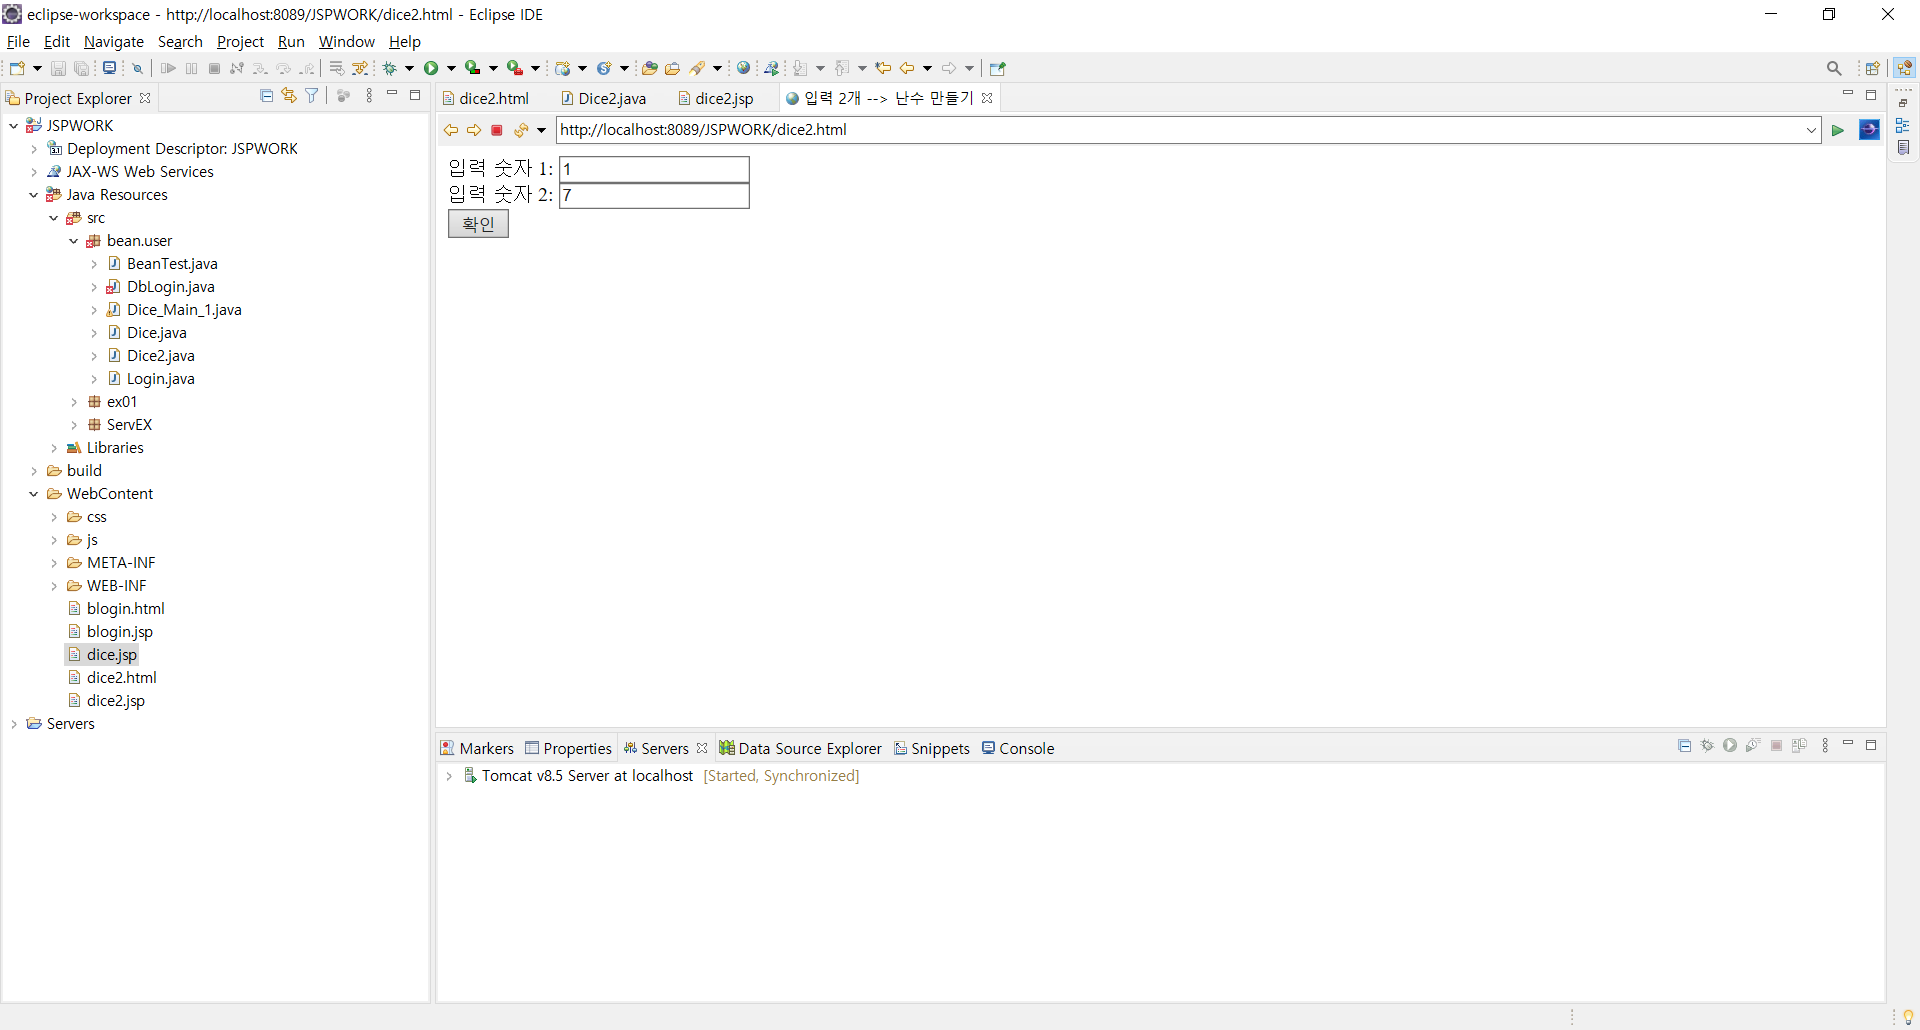 eclipse-workspace - http://localhost:8089/JSPWORK/dice2.html - Eclipse IDE
File Edit Navigate Search Project Run Window Help
Project Explorer
JSPWORK
Deployment Descriptor: JSPWORK
JAX-WS Web Services
Java Resources
src
bean.user
BeanTest.java
DbLogin.java
Dice_Main_1.java
Dice.java
Dice2.java
Login.java
ex01
ServEX
Libraries
build
WebContent
css
js
META-INF
WEB-INF
blogin.html
blogin.jsp
dice.jsp
dice2.html
dice2.jsp
Servers
dice2.html Dice2.java dice2.jsp 입력 2개 --> 난수 만들기
http://localhost:8089/JSPWORK/dice2.html
입력 숫자 1: 1
입력 숫자 2: 7
확인
Markers Properties Servers Data Source Explorer Snippets Console
Tomcat v8.5 Server at localhost [Started, Synchronized]